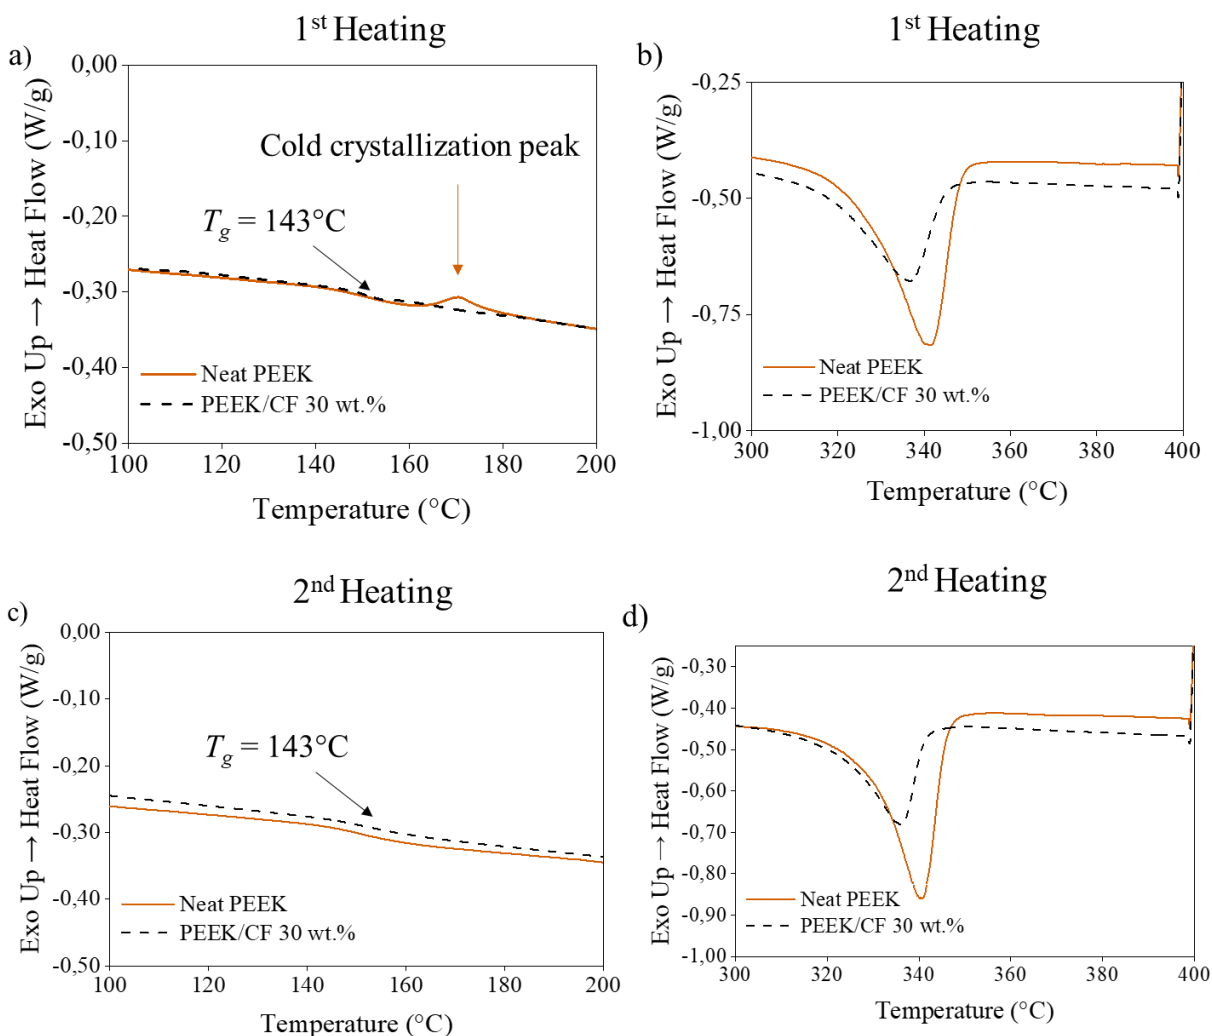 1st Heating
a)
Exo Up → Heat Flow (W/g)
0,00
-0,10
-0,20
-0,30
-0,40
-0,50
Cold crystallization peak
Tg = 143°C
Neat PEEK
PEEK/CF 30 wt.%
100 120 140 160 180 200
Temperature (°C)
1st Heating
b)
Exo Up → Heat Flow (W/g)
-0,25
-0,50
-0,75
-1,00
Neat PEEK
PEEK/CF 30 wt.%
300 320 340 360 380 400
Temperature (°C)
2nd Heating
c)
Exo Up → Heat Flow (W/g)
0,00
-0,10
-0,20
-0,30
-0,40
-0,50
Tg = 143°C
Neat PEEK
PEEK/CF 30 wt.%
100 120 140 160 180 200
Temperature (°C)
2nd Heating
d)
Exo Up → Heat Flow (W/g)
-0,30
-0,40
-0,50
-0,60
-0,70
-0,80
-0,90
-1,00
Neat PEEK
PEEK/CF 30 wt.%
300 320 340 360 380 400
Temperature (°C)